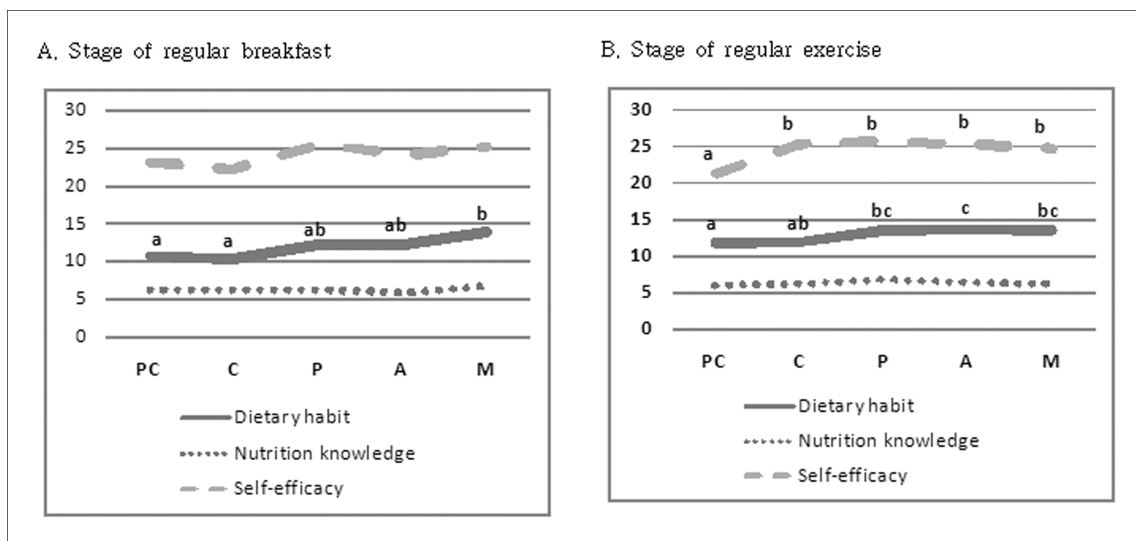 A. Stage of regular breakfast
30
25
20
15
10
5
0
a
a
ab
ab
b
PC
C
P
A
M
Dietary habit
Nutrition knowledge
Self-efficacy
B. Stage of regular exercise
30
25
20
15
10
5
0
a
b
b
b
b
a
ab
bc
c
bc
PC
C
P
A
M
Dietary habit
Nutrition knowledge
Self-efficacy